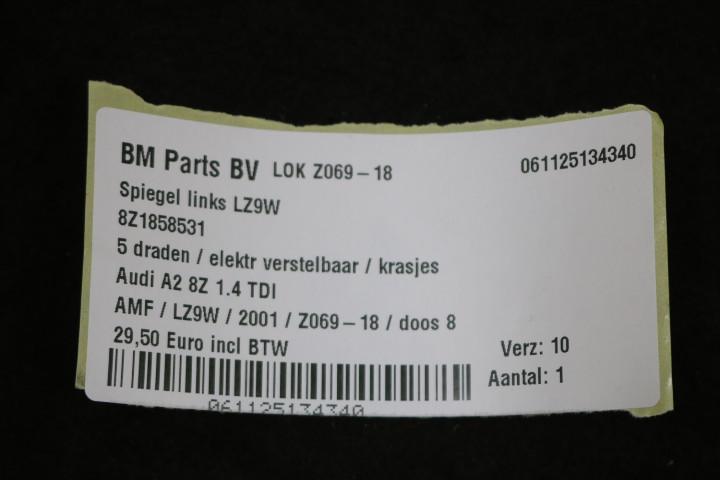 BM Parts BV LOK Z069-18 061125134340
Spiegel links LZ9W
8Z1858531
5 draden / elektr verstelbaar / krasjes
Audi A2 8Z 1.4 TDI
AMF / LZ9W / 2001 / Z069-18 / doos 8
29,50 Euro incl BTW Verz: 10
Aantal: 1
061125134340